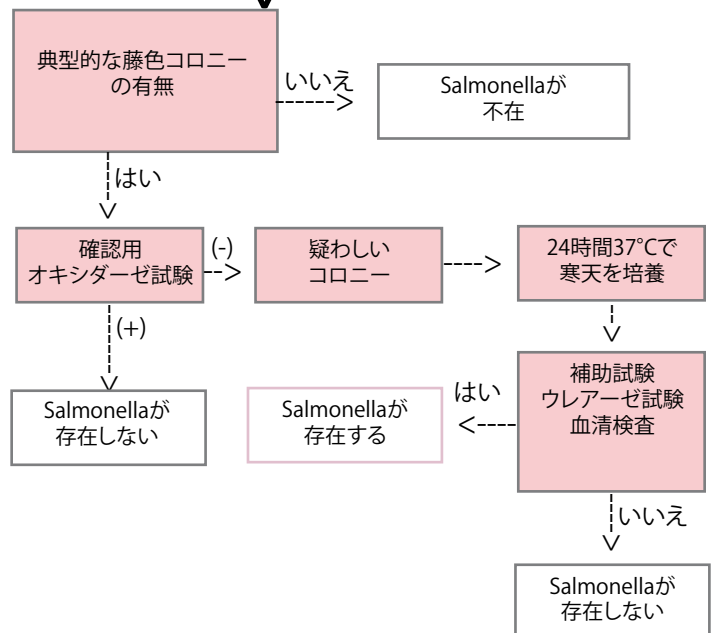 典型的な藤色コロニー
の有無
いいえ
Salmonellaが
不在
はい
確認用
オキシダーゼ試験
(-)
疑わしい
コロニー
24時間37°Cで
寒天を培養
(+)
Salmonellaが
存在しない
Salmonellaが
存在する
はい
補助試験
ウレアーゼ試験
血清検査
いいえ
Salmonellaが
存在しない